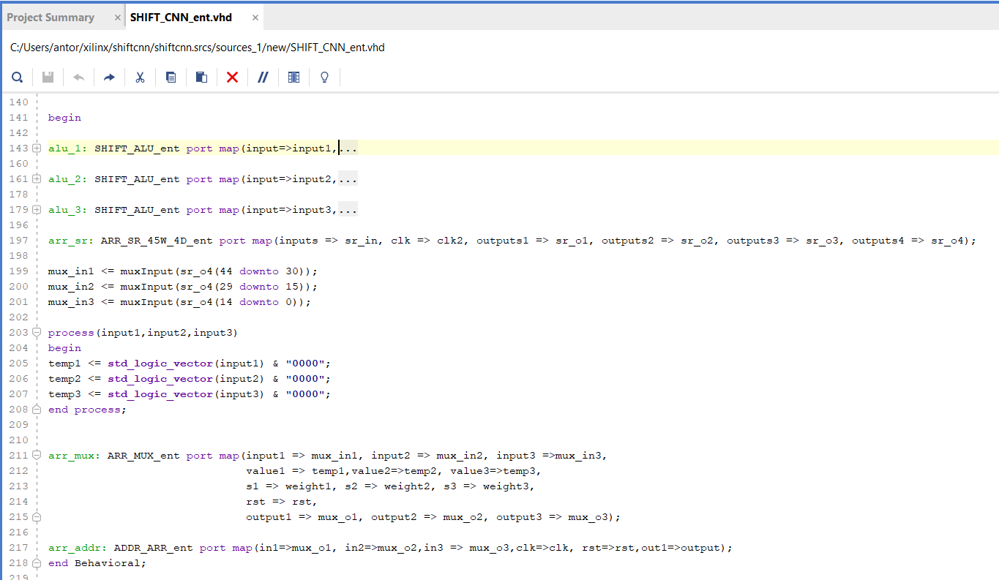 Project Summary × SHIFT_CNN_ent.vhd ×
C:/Users/antor/xilinx/shiftcnn/shiftcnn.srcs/sources_1/new/SHIFT_CNN_ent.vhd
140
141 begin
142
143 alu_1: SHIFT_ALU_ent port map(input=>input1,...
160
161 alu_2: SHIFT_ALU_ent port map(input=>input2,...
178
179 alu_3: SHIFT_ALU_ent port map(input=>input3,...
196
197 arr_sr: ARR_SR_45W_4D_ent port map(inputs => sr_in, clk => clk2, outputs1 => sr_o1, outputs2 => sr_o2, outputs3 => sr_o3, outputs4 => sr_o4);
198
199 mux_in1 <= muxInput(sr_o4(44 downto 30));
200 mux_in2 <= muxInput(sr_o4(29 downto 15));
201 mux_in3 <= muxInput(sr_o4(14 downto 0));
202
203 process(input1,input2,input3)
204 begin
205 temp1 <= std_logic_vector(input1) & "0000";
206 temp2 <= std_logic_vector(input2) & "0000";
207 temp3 <= std_logic_vector(input3) & "0000";
208 end process;
209
210
211 arr_mux: ARR_MUX_ent port map(input1 => mux_in1, input2 => mux_in2, input3 =>mux_in3,
212 value1 => temp1,value2=>temp2, value3=>temp3,
213 s1 => weight1, s2 => weight2, s3 => weight3,
214 rst => rst,
215 output1 => mux_o1, output2 => mux_o2, output3 => mux_o3);
216
217 arr_addr: ADDR_ARR_ent port map(in1=>mux_o1, in2=>mux_o2,in3 => mux_o3,clk=>clk, rst=>rst,out1=>output);
218 end Behavioral;
219